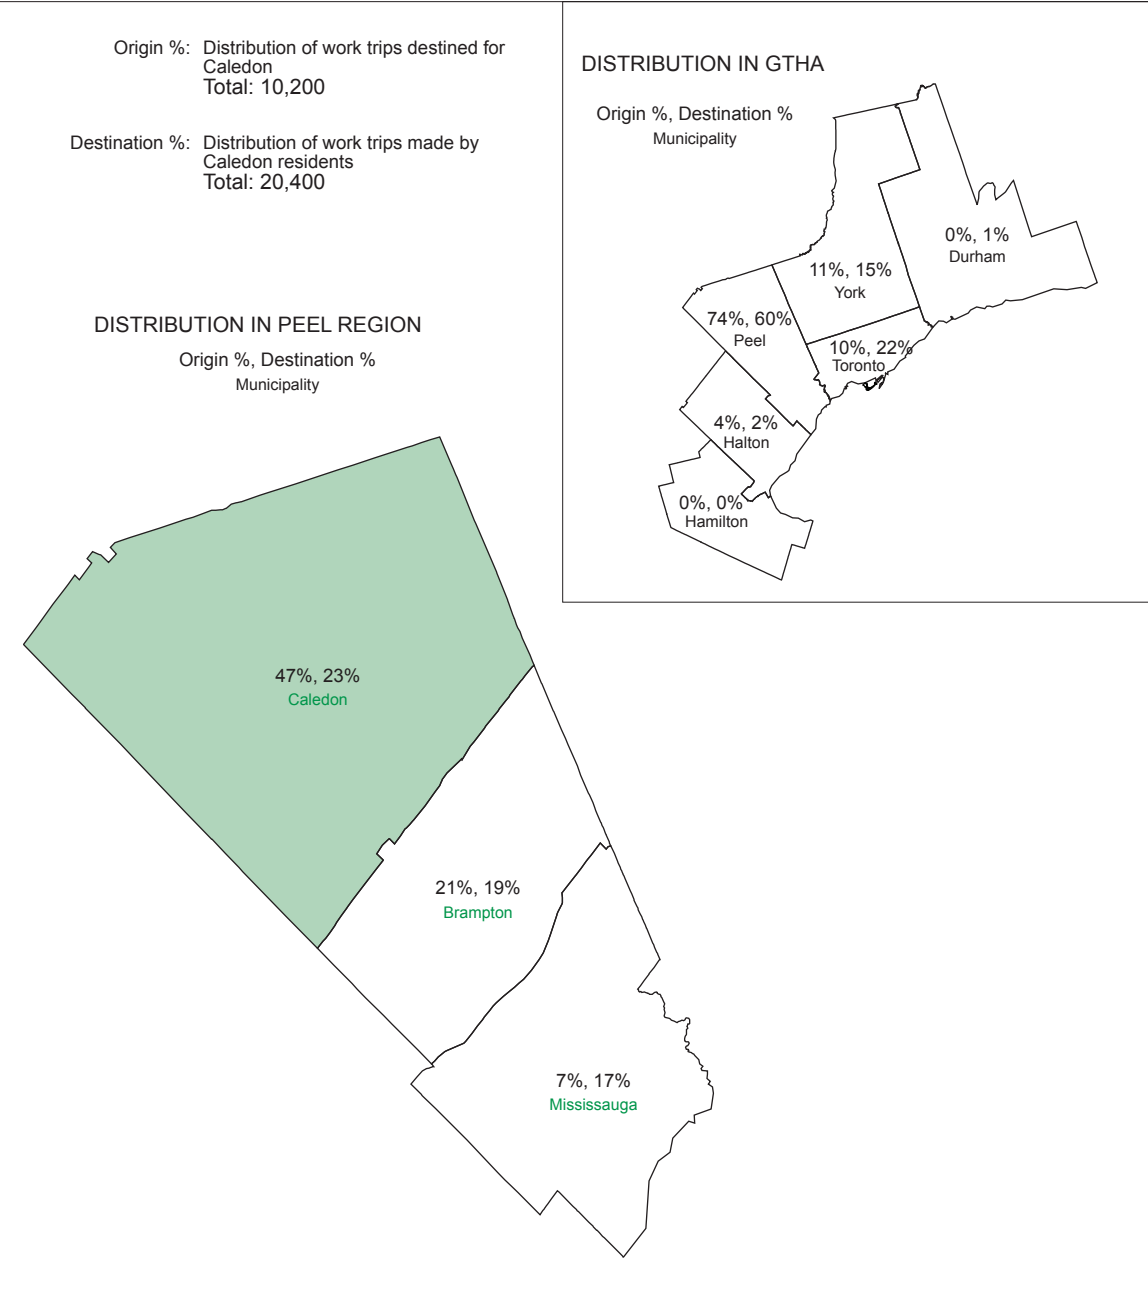 Origin %: Distribution of work trips destined for
Caledon
Total: 10,200
Destination %: Distribution of work trips made by
Caledon residents
Total: 20,400
DISTRIBUTION IN PEEL REGION
Origin %, Destination %
Municipality
47%, 23%
Caledon
21%, 19%
Brampton
7%, 17%
Mississauga
DISTRIBUTION IN GTHA
Origin %, Destination %
Municipality
0%, 1%
Durham
11%, 15%
York
74%, 60%
Peel
10%, 22%
Toronto
4%, 2%
Halton
0%, 0%
Hamilton